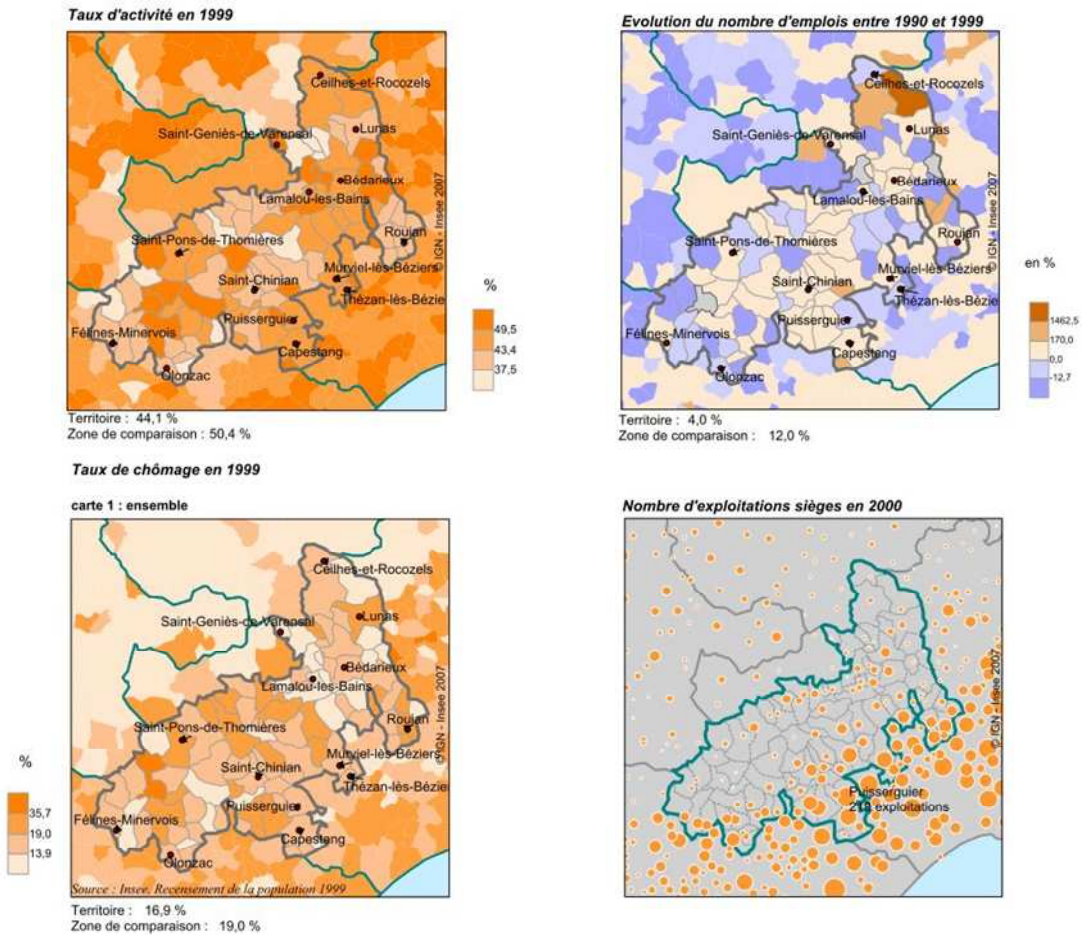 Taux d'activité en 1999
Ceilhes-et-Rocozels
Saint-Geniès-de-Varensal
Lunas
Bédarieux
Lamalou-les-Bains
Roujan
Saint-Pons-de-Thomières
Murviel-lès-Béziers
Saint-Chinian
Thézan-lès-Bézie
Puisserguier
Félines-Minervois
Capestang
Olonzac
© IGN - Insee 2007
%
49,5
43,4
37,5
Territoire : 44,1 %
Zone de comparaison : 50,4 %
Evolution du nombre d'emplois entre 1990 et 1999
Ceilhes-et-Rocozels
Saint-Geniès-de-Varensal
Lunas
Bédarieux
Lamalou-les-Bains
Roujan
Saint-Pons-de-Thomières
Murviel-lès-Béziers
Saint-Chinian
Thézan-lès-Bézie
Puisserguier
Félines-Minervois
Capestang
Olonzac
© IGN - Insee 2007
en %
1462,5
170,0
0,0
-12,7
Territoire : 4,0 %
Zone de comparaison : 12,0 %
Taux de chômage en 1999
carte 1 : ensemble
Ceilhes-et-Rocozels
Saint-Geniès-de-Varensal
Lunas
Bédarieux
Lamalou-les-Bains
Roujan
Saint-Pons-de-Thomières
Murviel-lès-Béziers
Saint-Chinian
Thézan-lès-Bézier
Puisserguier
Félines-Minervois
Capestang
Olonzac
© IGN - Insee 2007
Source : Insee. Recensement de la population 1999
%
35,7
19,0
13,9
Territoire : 16,9 %
Zone de comparaison : 19,0 %
Nombre d'exploitations sièges en 2000
© IGN - Insee 2007
Puisserguier
218 exploitations